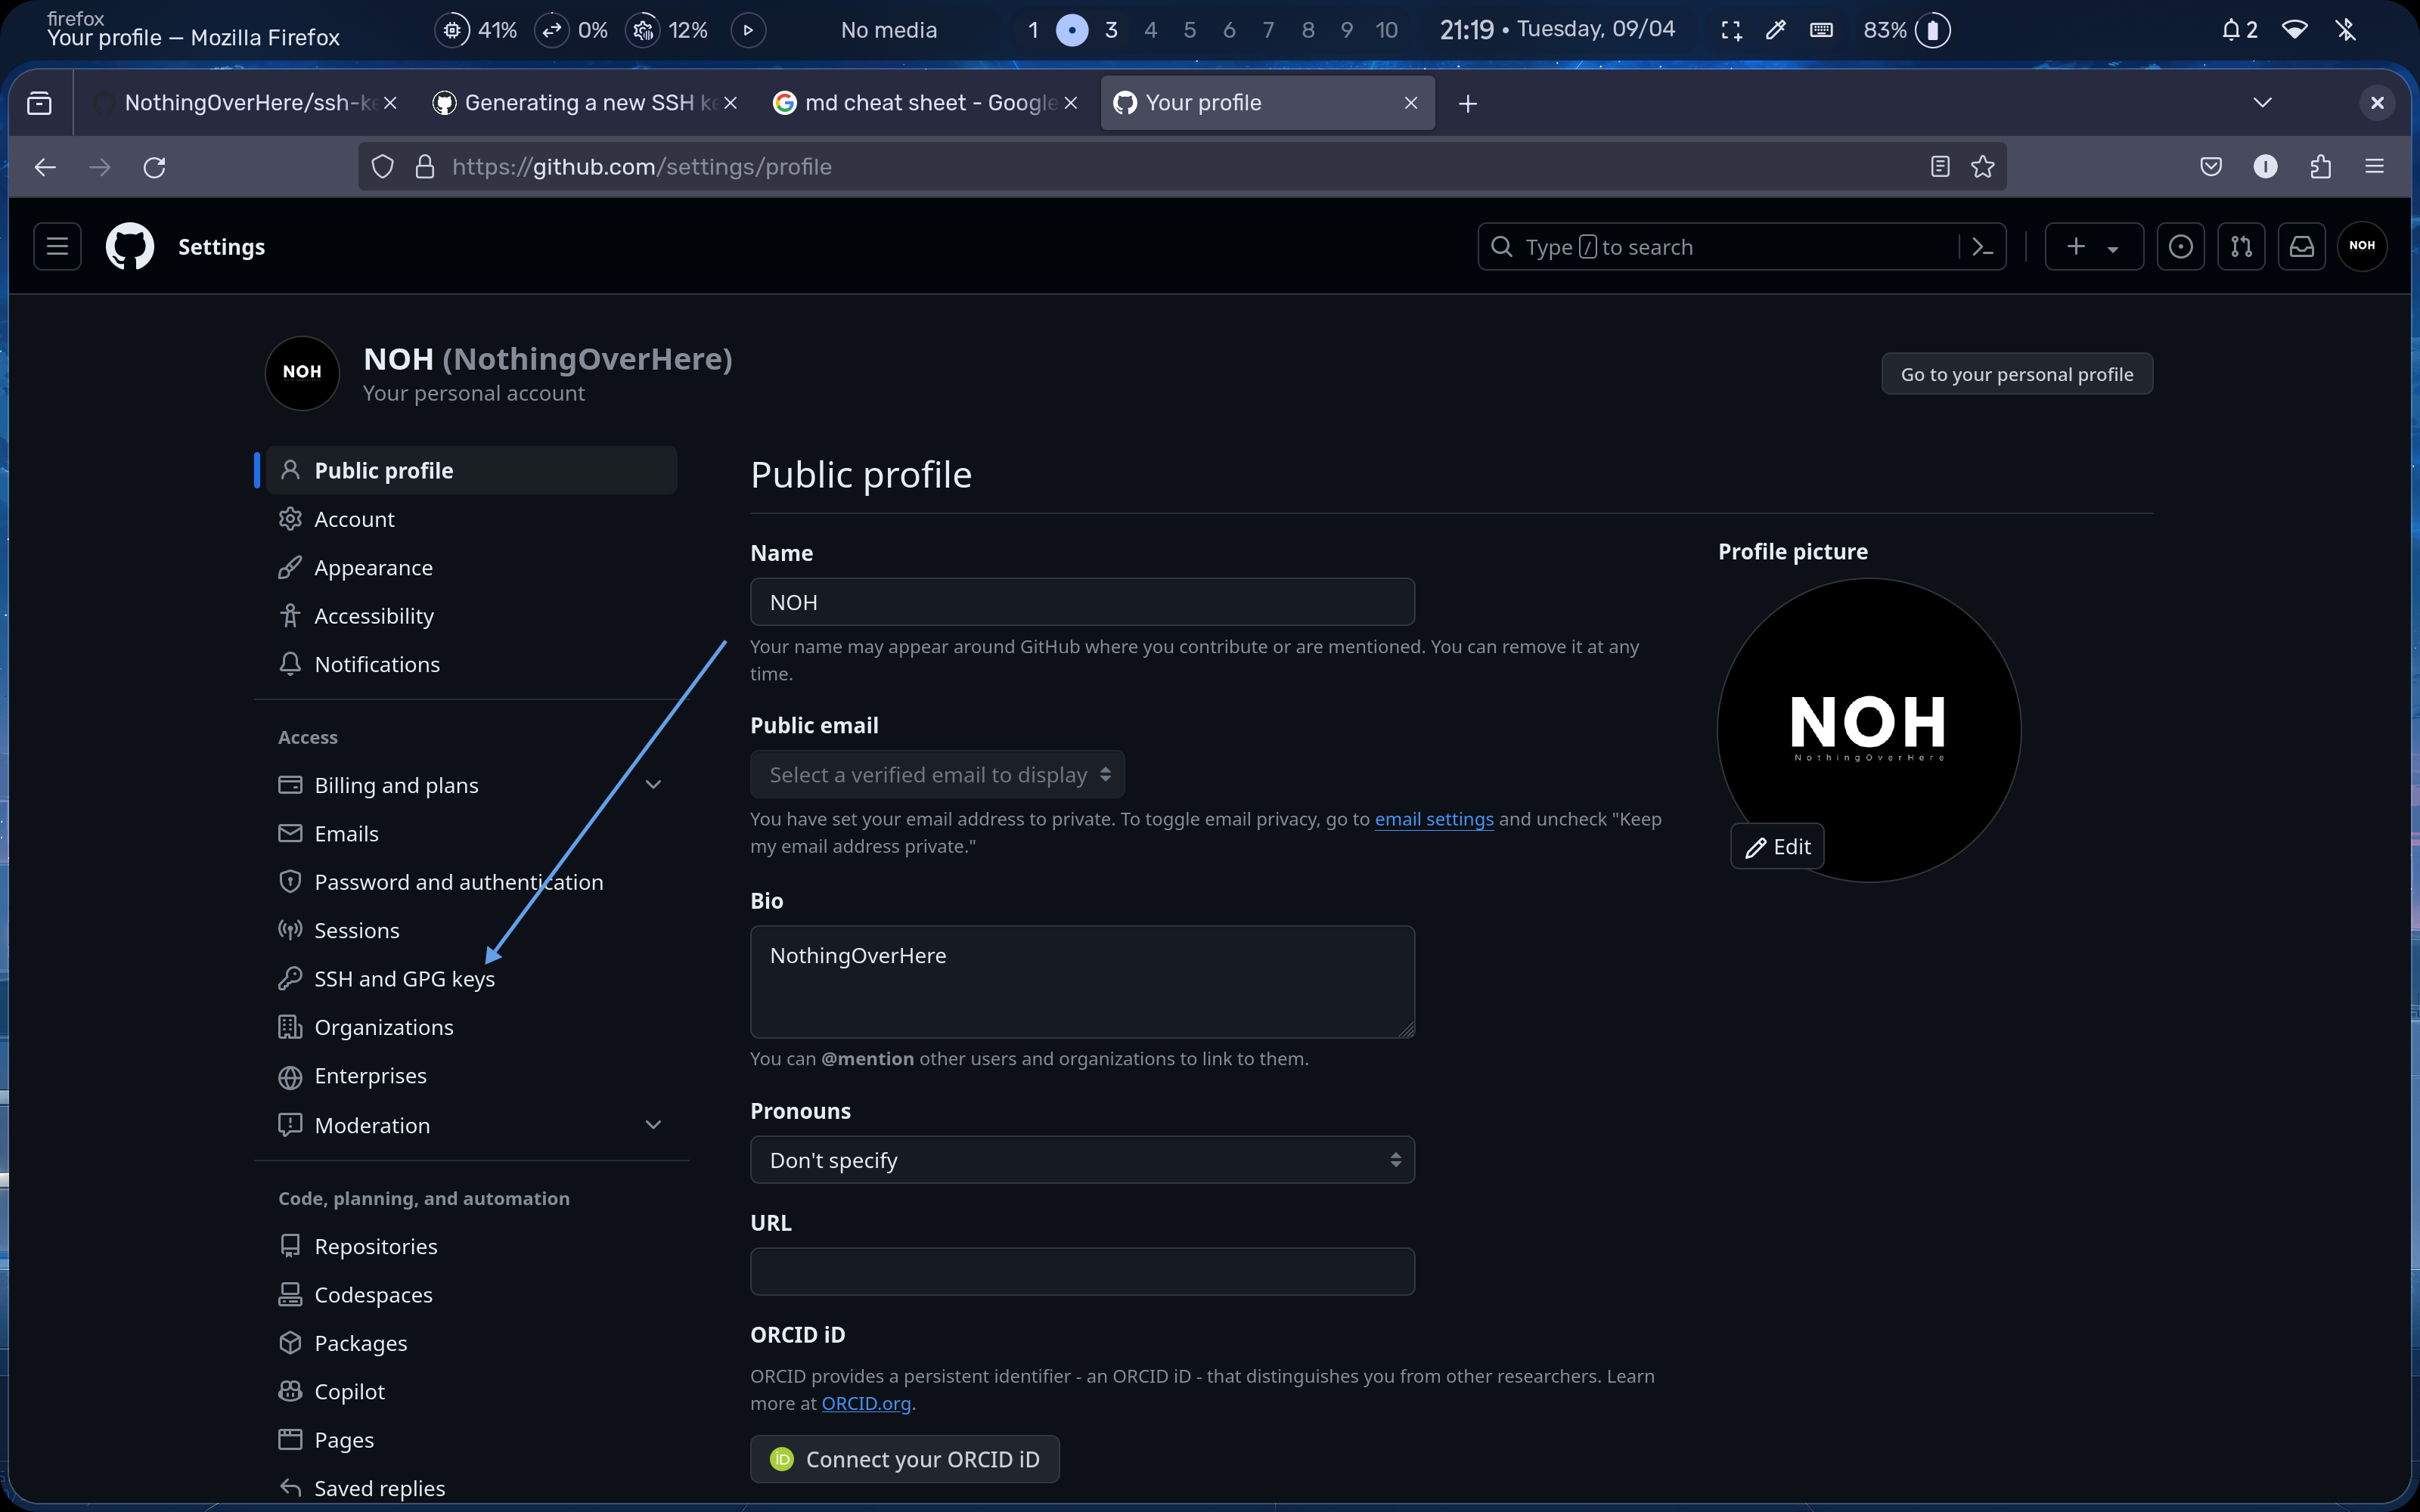 firefox
Your profile — Mozilla Firefox
41% 0% 12% No media 1 3 4 5 6 7 8 9 10 21:19 • Tuesday, 09/04 83% 2
NothingOverHere/ssh-ke Generating a new SSH ke md cheat sheet - Google Your profile
https://github.com/settings/profile
Settings Type / to search NOH
NOH NOH (NothingOverHere)
Your personal account
Go to your personal profile
Public profile
Account
Appearance
Accessibility
Notifications
Access
Billing and plans
Emails
Password and authentication
Sessions
SSH and GPG keys
Organizations
Enterprises
Moderation
Code, planning, and automation
Repositories
Codespaces
Packages
Copilot
Pages
Saved replies
Public profile
Name
NOH
Your name may appear around GitHub where you contribute or are mentioned. You can remove it at any
time.
Public email
Select a verified email to display
You have set your email address to private. To toggle email privacy, go to email settings and uncheck "Keep
my email address private."
Bio
NothingOverHere
You can @mention other users and organizations to link to them.
Pronouns
Don't specify
URL
ORCID iD
ORCID provides a persistent identifier - an ORCID iD - that distinguishes you from other researchers. Learn
more at ORCID.org.
iD Connect your ORCID iD
Profile picture
NOH
NothingOverHere
Edit